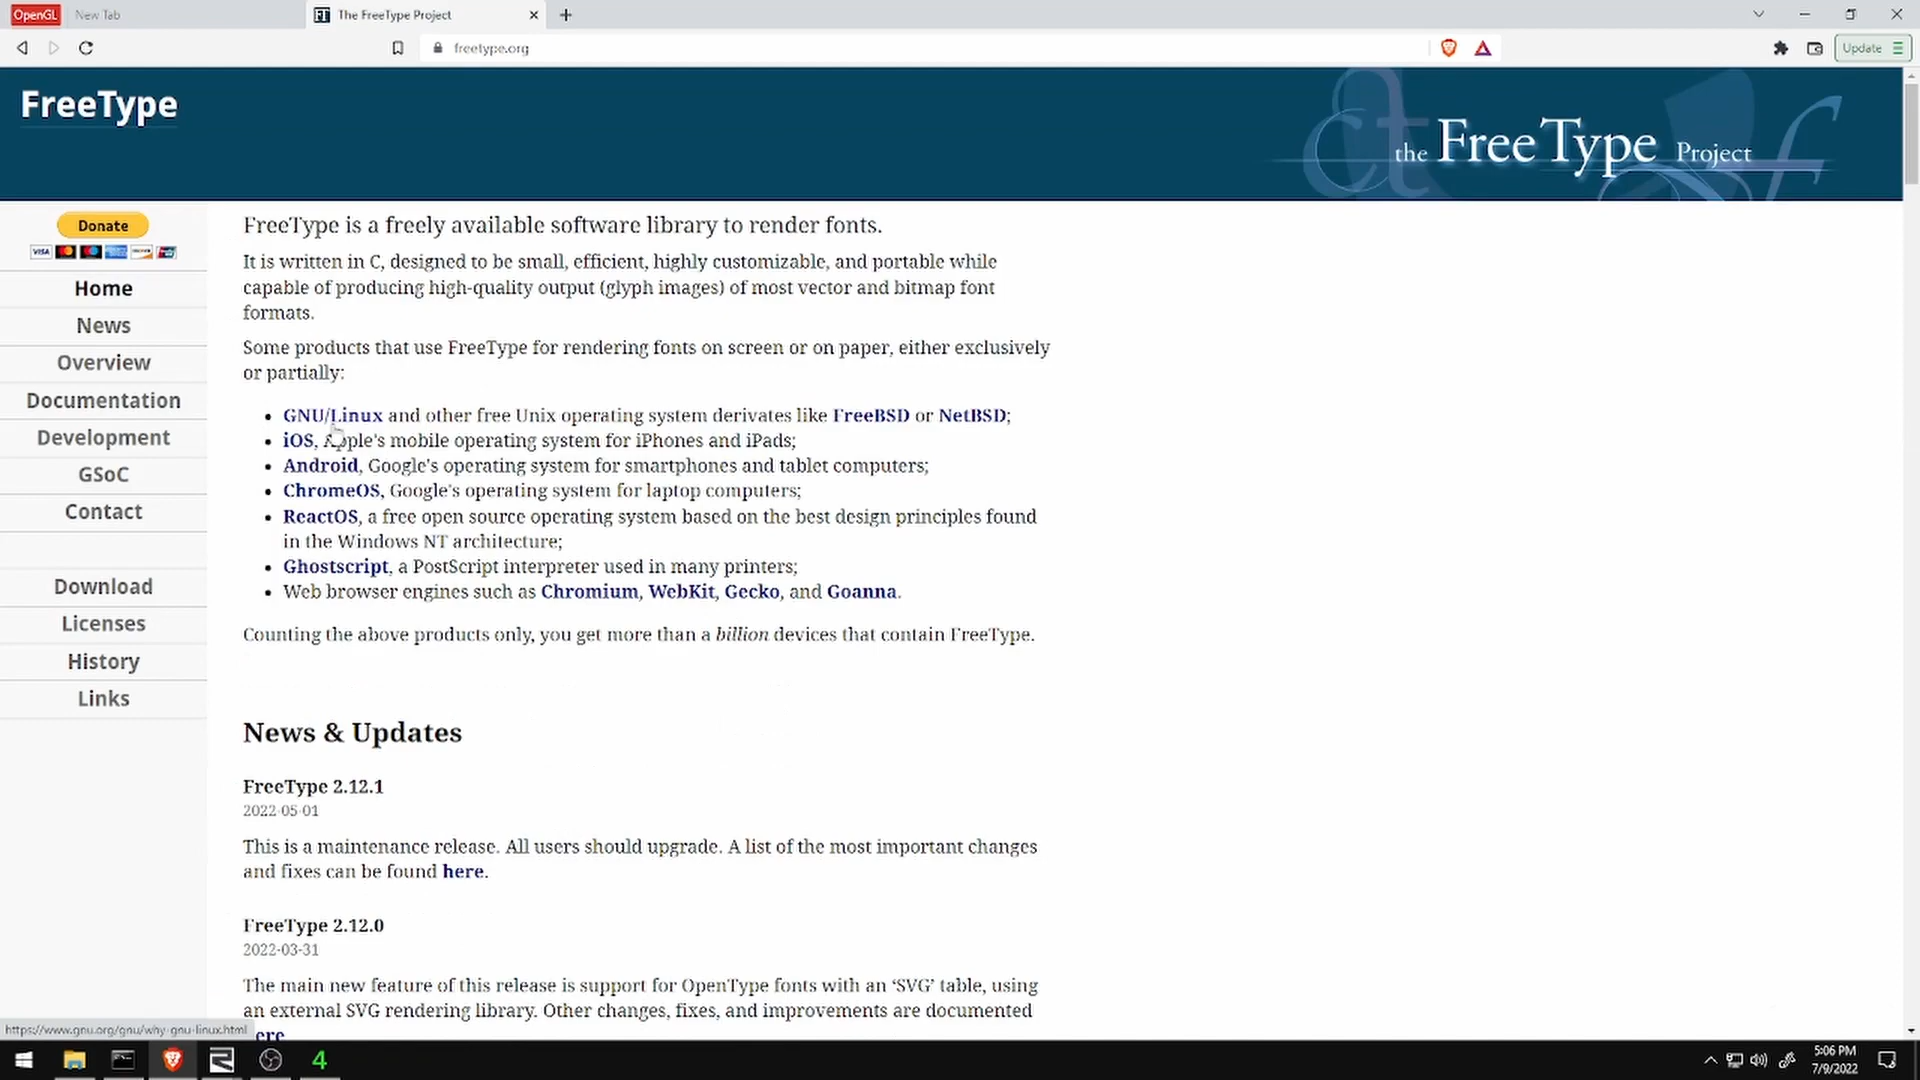 OpenGL
New Tab
The FreeType Project
freetype.org
Update
FreeType
the FreeType Project
Donate
VISA
Home
News
Overview
Documentation
Development
GSoC
Contact
Download
Licenses
History
Links
FreeType is a freely available software library to render fonts.
It is written in C, designed to be small, efficient, highly customizable, and portable while
capable of producing high-quality output (glyph images) of most vector and bitmap font
formats.
Some products that use FreeType for rendering fonts on screen or on paper, either exclusively
or partially:
• GNU/Linux and other free Unix operating system derivates like FreeBSD or NetBSD;
• iOS, Apple's mobile operating system for iPhones and iPads;
• Android, Google's operating system for smartphones and tablet computers;
• ChromeOS, Google's operating system for laptop computers;
• ReactOS, a free open source operating system based on the best design principles found
in the Windows NT architecture;
• Ghostscript, a PostScript interpreter used in many printers;
• Web browser engines such as Chromium, WebKit, Gecko, and Goanna.
Counting the above products only, you get more than a billion devices that contain FreeType.
News & Updates
FreeType 2.12.1
2022-05-01
This is a maintenance release. All users should upgrade. A list of the most important changes
and fixes can be found here.
FreeType 2.12.0
2022-03-31
The main new feature of this release is support for OpenType fonts with an ‘SVG’ table, using
an external SVG rendering library. Other changes, fixes, and improvements are documented
https://www.gnu.org/gnu/why-gnu-linux.html
4
5:06 PM
7/9/2022